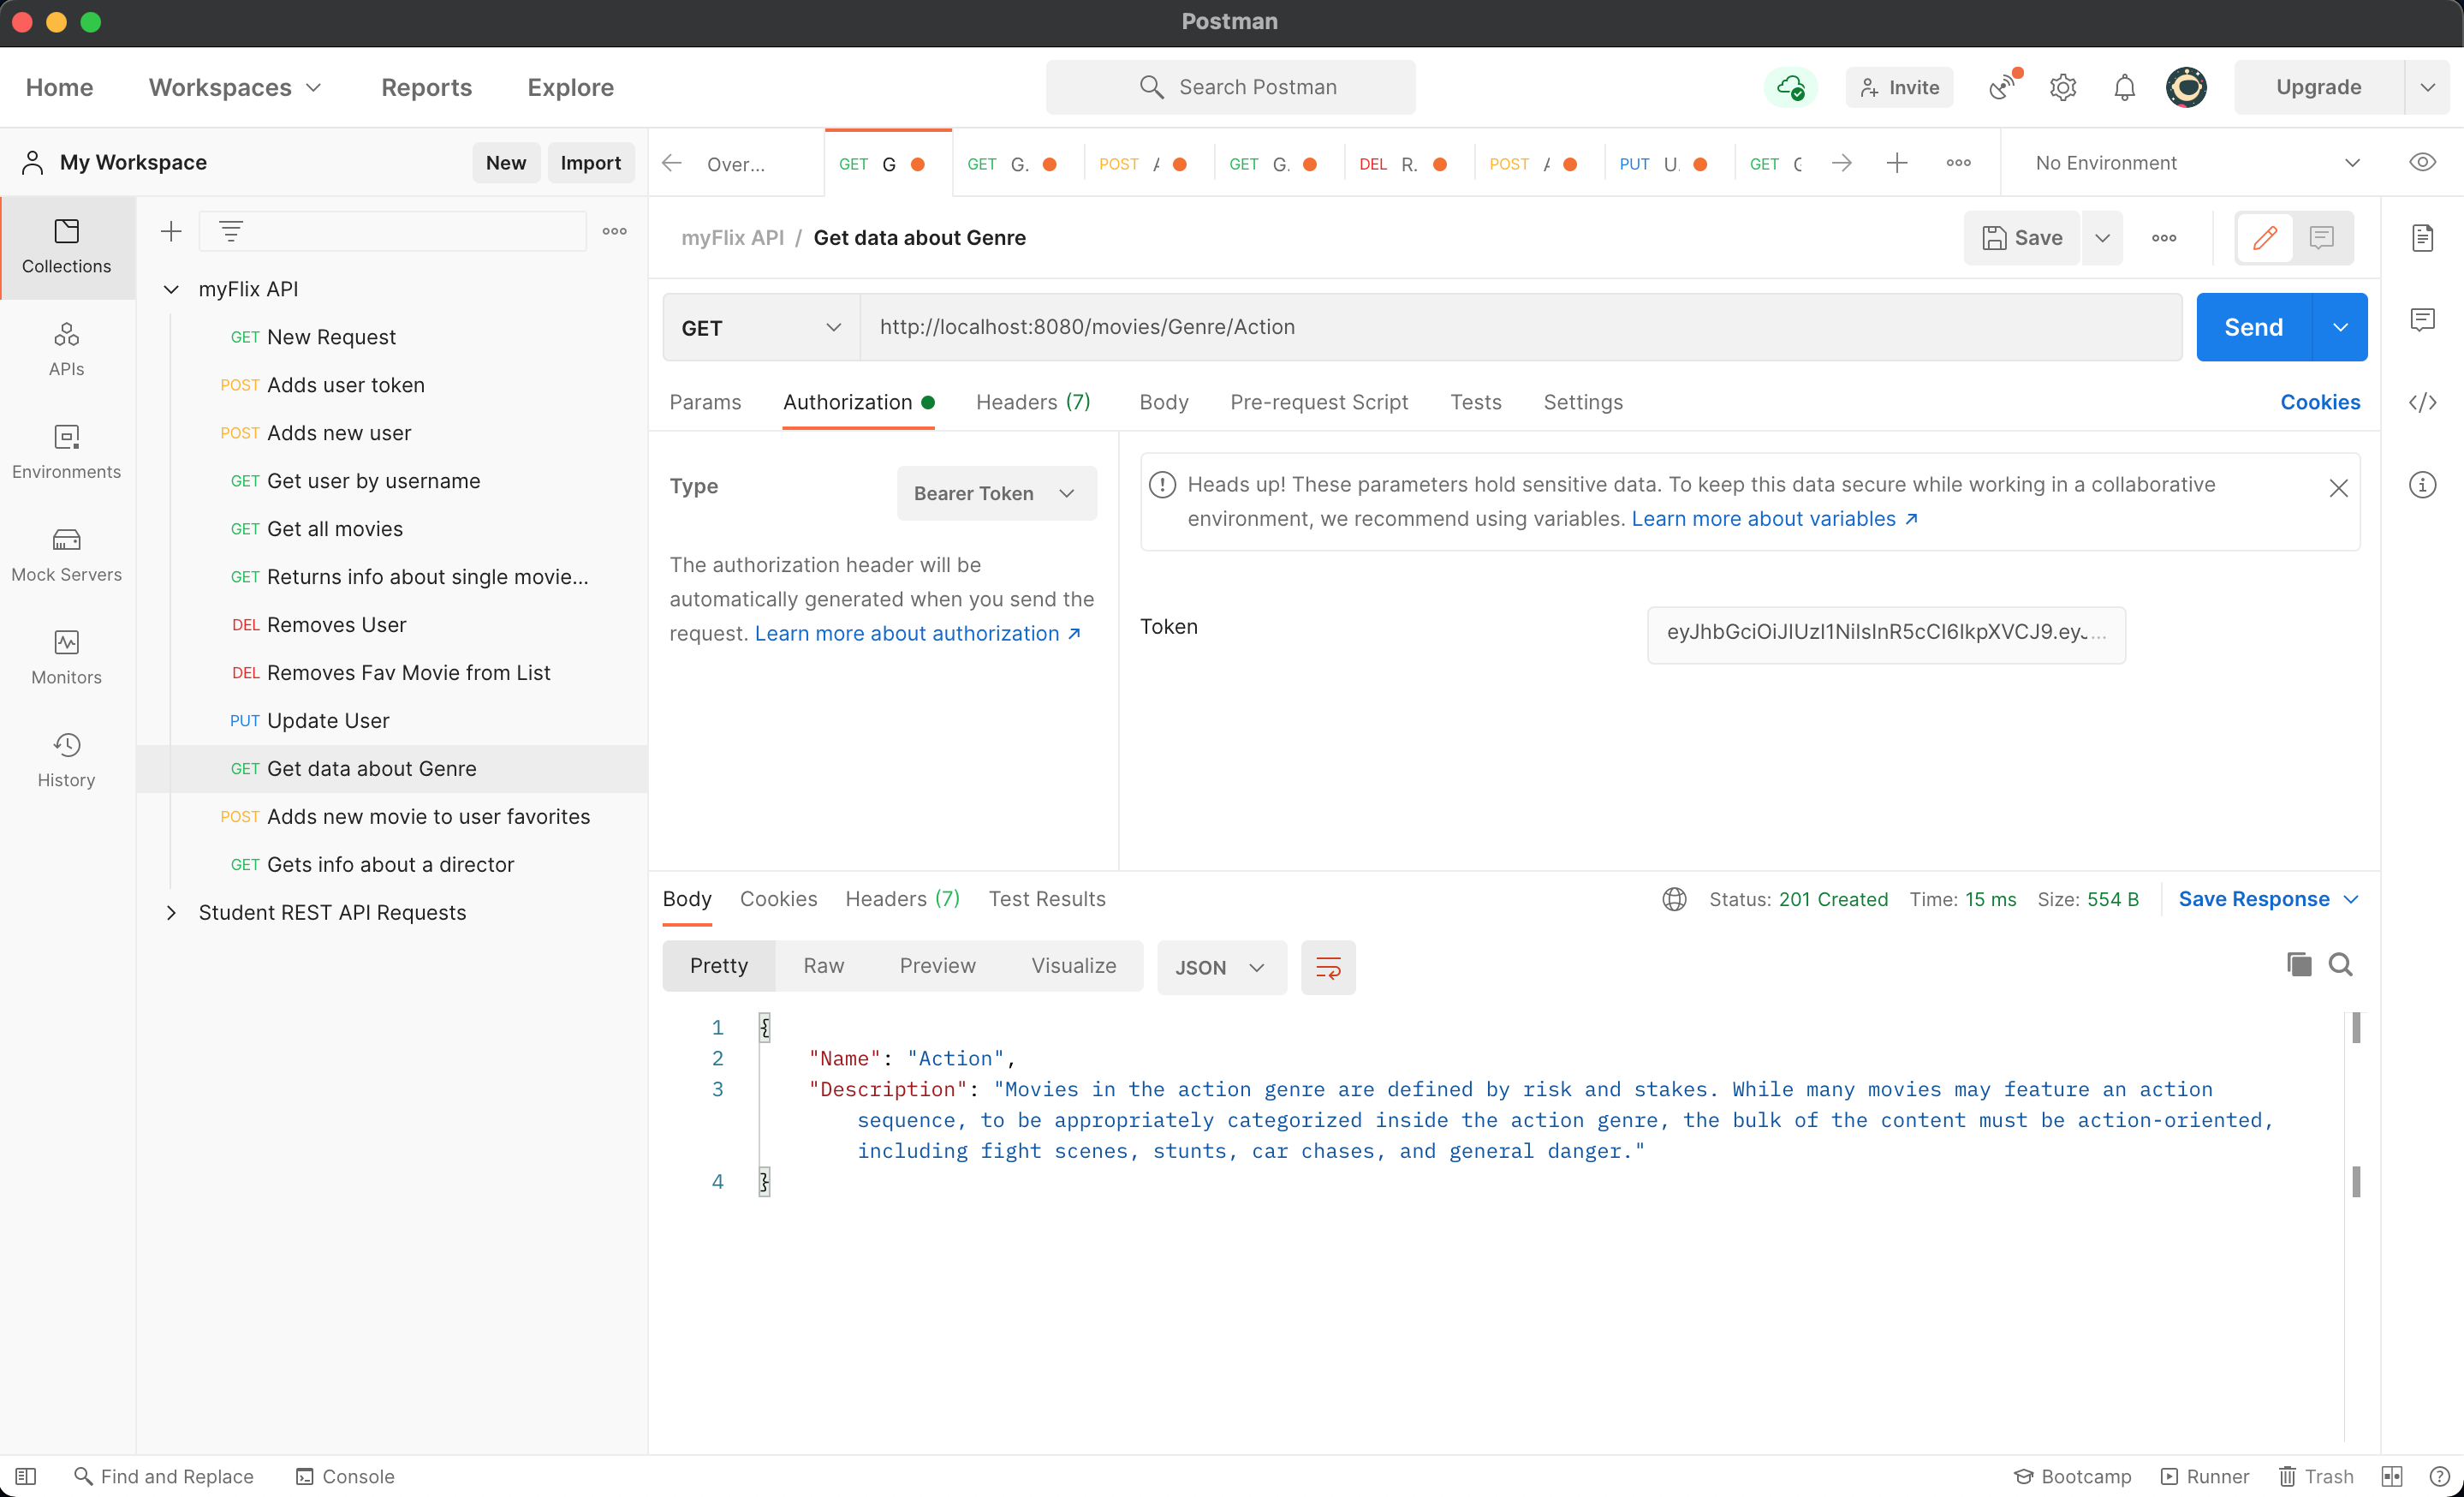 Postman
Home Workspaces Reports Explore Search Postman Invite Upgrade
My Workspace New Import
Over... GET G GET G. POST GET G. DEL R. POST PUT U. GET No Environment
Collections
APIs
Environments
Mock Servers
Monitors
History
myFlix API
GET New Request
POST Adds user token
POST Adds new user
GET Get user by username
GET Get all movies
GET Returns info about single movie...
DEL Removes User
DEL Removes Fav Movie from List
PUT Update User
GET Get data about Genre
POST Adds new movie to user favorites
GET Gets info about a director
Student REST API Requests
myFlix API / Get data about Genre Save
GET http://localhost:8080/movies/Genre/Action Send
Params Authorization Headers (7) Body Pre-request Script Tests Settings Cookies
Type Bearer Token
The authorization header will be
automatically generated when you send the
request. Learn more about authorization ↗
Heads up! These parameters hold sensitive data. To keep this data secure while working in a collaborative
environment, we recommend using variables. Learn more about variables ↗
Token eyJhbGciOiJIUzI1NiIsInR5cCI6IkpXVCJ9.eyJ...
Body Cookies Headers (7) Test Results Status: 201 Created Time: 15 ms Size: 554 B Save Response
Pretty Raw Preview Visualize JSON
1 {
2 "Name": "Action",
3 "Description": "Movies in the action genre are defined by risk and stakes. While many movies may feature an action
sequence, to be appropriately categorized inside the action genre, the bulk of the content must be action-oriented,
including fight scenes, stunts, car chases, and general danger."
4 }
Find and Replace Console Bootcamp Runner Trash